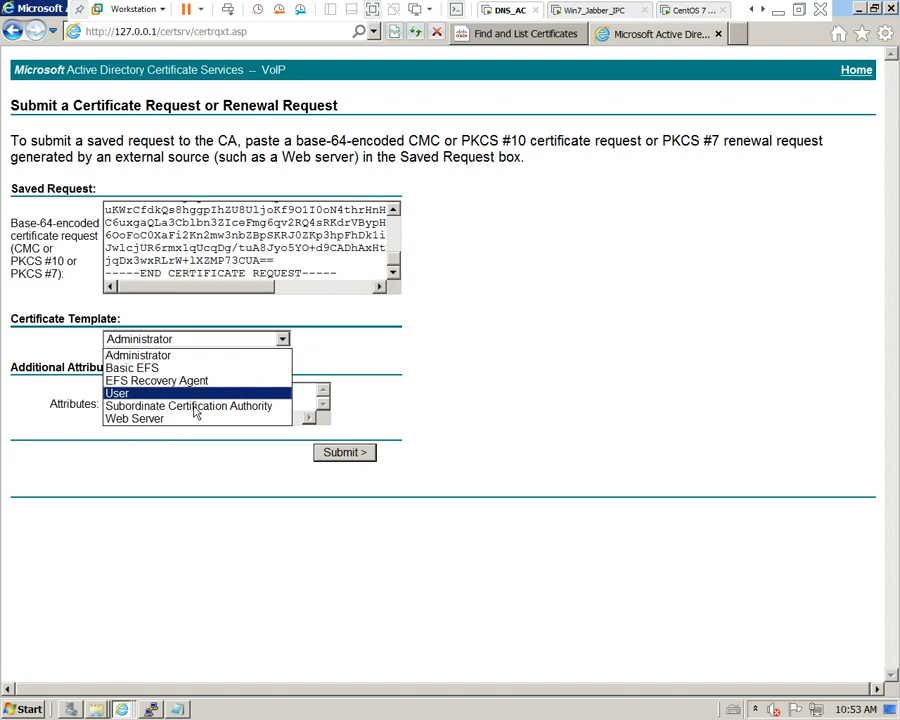 Microsoft
Workstation
DNS_AC
Win7_Jabber_IPC
CentOS 7 ...
http://127.0.0.1/certsrv/certrqxt.asp
Find and List Certificates
Microsoft Active Dire...
Microsoft Active Directory Certificate Services -- VoIP
Home
Submit a Certificate Request or Renewal Request
To submit a saved request to the CA, paste a base-64-encoded CMC or PKCS #10 certificate request or PKCS #7 renewal request
generated by an external source (such as a Web server) in the Saved Request box.
Saved Request:
Base-64-encoded
certificate request
(CMC or
PKCS #10 or
PKCS #7):
uKWrCfdkQs8hggpIhZU8UljoKf9O1I0oN4thrHnH
C6uxgaQLa3Cblbn3ZIceFmg6qv2RQ4sRKdrVBypH
6OoFoC0XaFi2Kn2mw3nbZBpSKRJ0ZKp3hpFhDk1i
JwlcjUR6rmx1qUcqDg/tuA8Jyo5YO+d9CADhAxHt
jqDx3wxRLrW+lXZMP73CUA==
-----END CERTIFICATE REQUEST-----
Certificate Template:
Administrator
Administrator
Basic EFS
EFS Recovery Agent
User
Subordinate Certification Authority
Web Server
Additional Attribu
Attributes:
Submit >
Start
10:53 AM